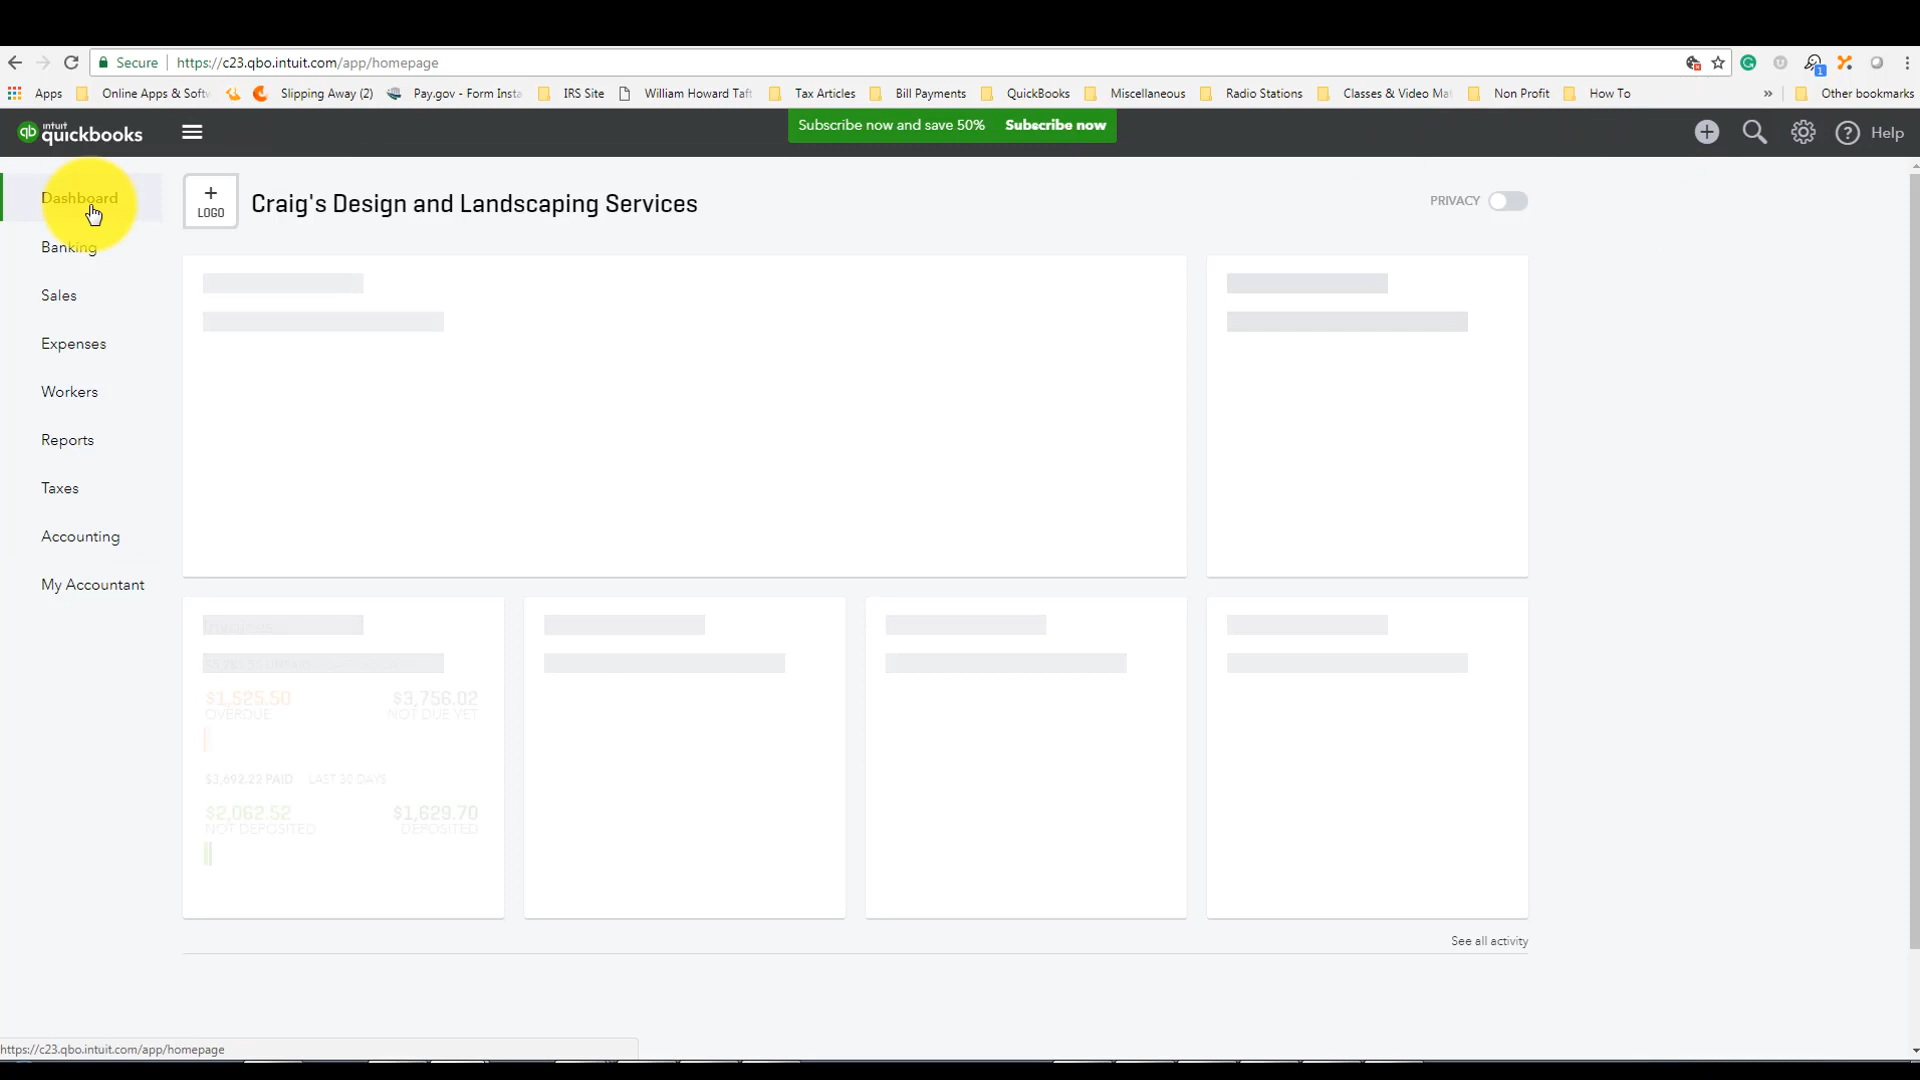 Secure https://c23.qbo.intuit.com/app/homepage
Apps Online Apps & Softw Slipping Away (2) Pay.gov - Form Insta IRS Site William Howard Taft Tax Articles Bill Payments QuickBooks Miscellaneous Radio Stations Classes & Video Mat Non Profit How To » Other bookmarks
qb intuit quickbooks Subscribe now and save 50% Subscribe now Help
Dashboard
Banking
Sales
Expenses
Workers
Reports
Taxes
Accounting
My Accountant
+ LOGO
Craig's Design and Landscaping Services
PRIVACY
$1,525.50 $3,756.02
OVERDUE NOT DUE YET
$3,692.22 PAID LAST 30 DAYS
$2,062.52 $1,629.70
NOT DEPOSITED DEPOSITED
See all activity
https://c23.qbo.intuit.com/app/homepage